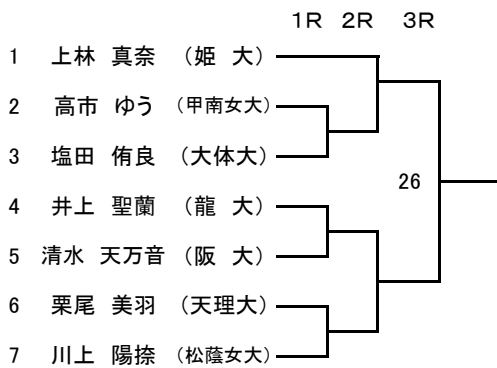 1R 2R 3R
1 上林 真奈 (姫 大)
2 高市 ゆう (甲南女大)
3 塩田 侑良 (大体大)
26
4 井上 聖蘭 (龍 大)
5 清水 天万音 (阪 大)
6 栗尾 美羽 (天理大)
7 川上 陽捺 (松蔭女大)